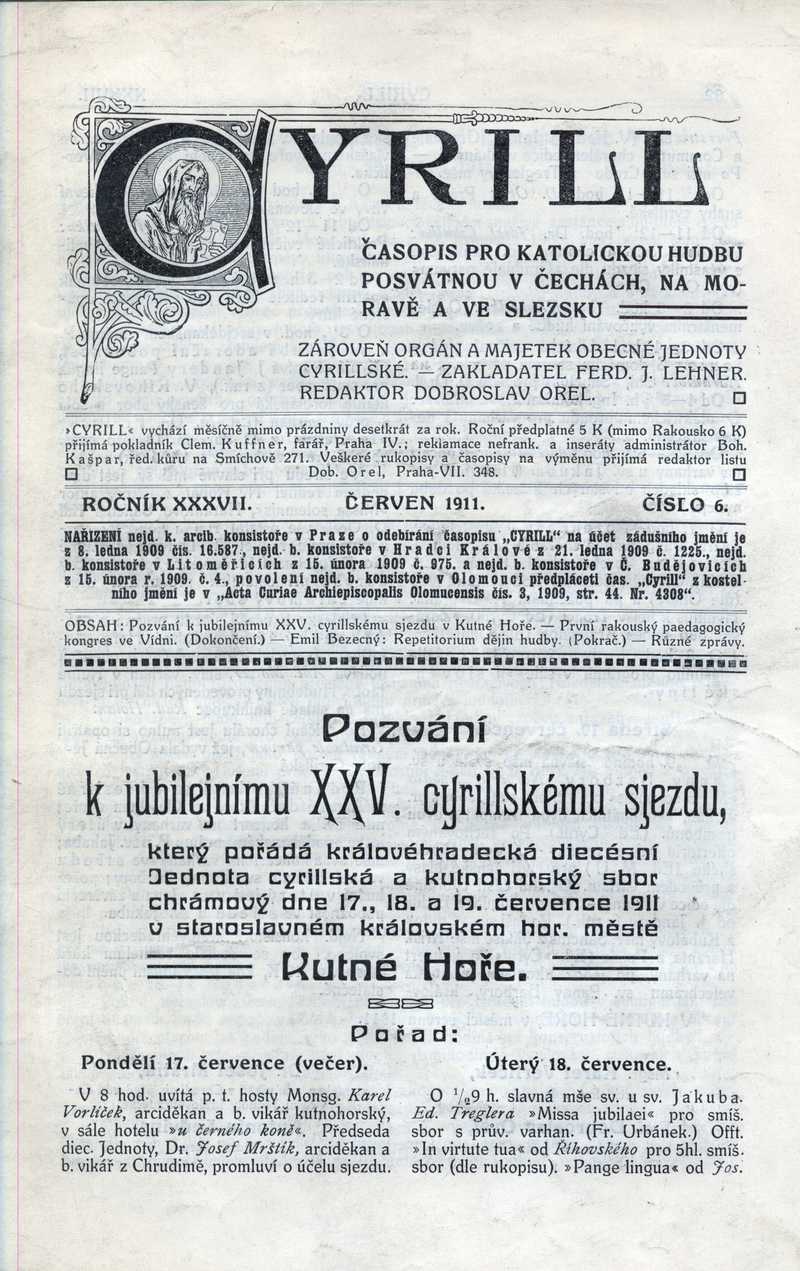 CYRILL
ČASOPIS PRO KATOLICKOU HUDBU
POSVÁTNOU V ČECHÁCH, NA MO-
RAVĚ A VE SLEZSKU
ZÁROVEŇ ORGÁN A MAJETEK OBECNÉ JEDNOTY
CYRILLSKÉ. — ZAKLADATEL FERD. J. LEHNER.
REDAKTOR DOBROSLAV OREL.
»CYRILL« vychází měsíčně mimo prázdniny desetkrát za rok. Roční předplatné 5 K (mimo Rakousko 6 K)
přijímá pokladník Clem. Kuffner, farář, Praha IV.; reklamace nefrank. a inseráty administrátor Boh.
Kašpar, řed. kůru na Smíchově 271. Veškeré rukopisy a časopisy na výměnu přijímá redaktor listu
Dob. Orel, Praha-VII. 348.
ROČNÍK XXXVII. ČERVEN 1911. ČÍSLO 6.
NAŘIZENÍ nejd. k. arcib. konsistoře v Praze o odebírání časopisu „CYRILL“ na účet zádušního jmění je
z 8. ledna 1909 čís. 16.587., nejd. b. konsistoře v Hradci Králové z 21. ledna 1909 č. 1225., nejd.
b. konsistoře v Litoměřicích z 15. února 1909 č. 975. a nejd. b. konsistoře v Č. Budějovicích
z 15. února r. 1909. č. 4., povolení nejd. b. konsistoře v Olomouci předpláceti čas. „Cyrill“ z kostel-
ního jmění je v „Acta Curiae Archiepiscopalis Olomucensis čís. 3, 1909, str. 44. Nr. 4308“.
OBSAH: Pozvání k jubilejnímu XXV. cyrillskému sjezdu v Kutné Hoře. — První rakouský paedagogický
kongres ve Vídni. (Dokončení.) — Emil Bezecný: Repetitorium dějin hudby. (Pokrač.) — Různé zprávy.
Pozvání
k jubilejnímu XXV. cyrillskému sjezdu,
který pořádá královéhradecká diecésní
Jednota cyrillská a kutnohorský sbor
chrámový dne 17., 18. a 19. července 1911
v staroslavném královském hor. městě
Kutné Hoře.
Pořad:
Pondělí 17. července (večer).
V 8 hod. uvítá p. t. hosty Monsg. Karel
Vorlíček, arciděkan a b. vikář kutnohorský,
v sále hotelu »u černého koně«. Předseda
diec. Jednoty, Dr. Josef Mrštík, arciděkan a
b. vikář z Chrudimě, promluví o účelu sjezdu.
Úterý 18. července.
O 1/29 h. slavná mše sv. u sv. Jakuba.
Ed. Treglera »Missa jubilaei« pro smíš.
sbor s prův. varhan. (Fr. Urbánek.) Offt.
»In virtute tua« od Říhovského pro 5hl. smíš.
sbor (dle rukopisu). »Pange lingua« od Jos.